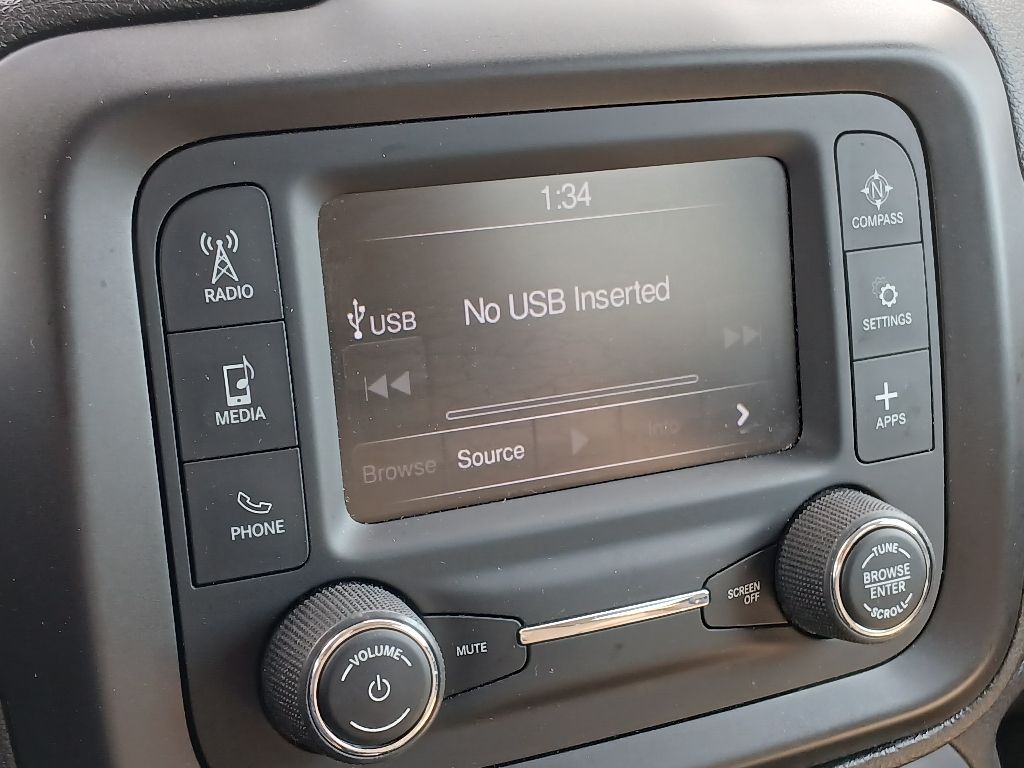 1:34
No USB Inserted
USB
Browse
Source
Info
RADIO
MEDIA
PHONE
N
COMPASS
SETTINGS
APPS
VOLUME
MUTE
SCREEN
OFF
TUNE
BROWSE
ENTER
SCROLL